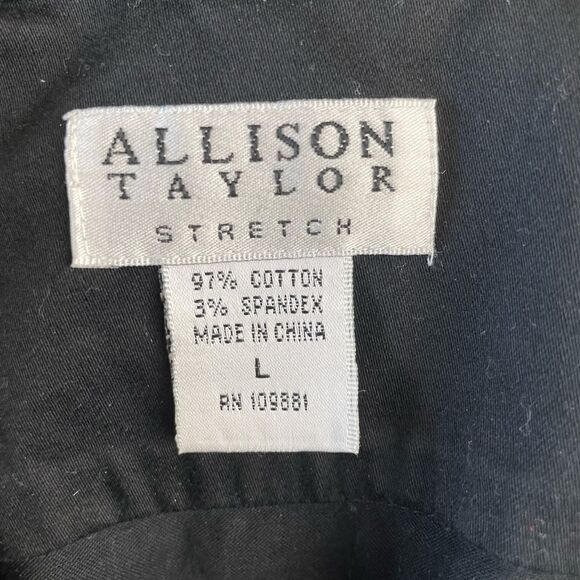 ALLISON
TAYLOR
STRETCH
97% COTTON
3% SPANDEX
MADE IN CHINA
L
RN 109881